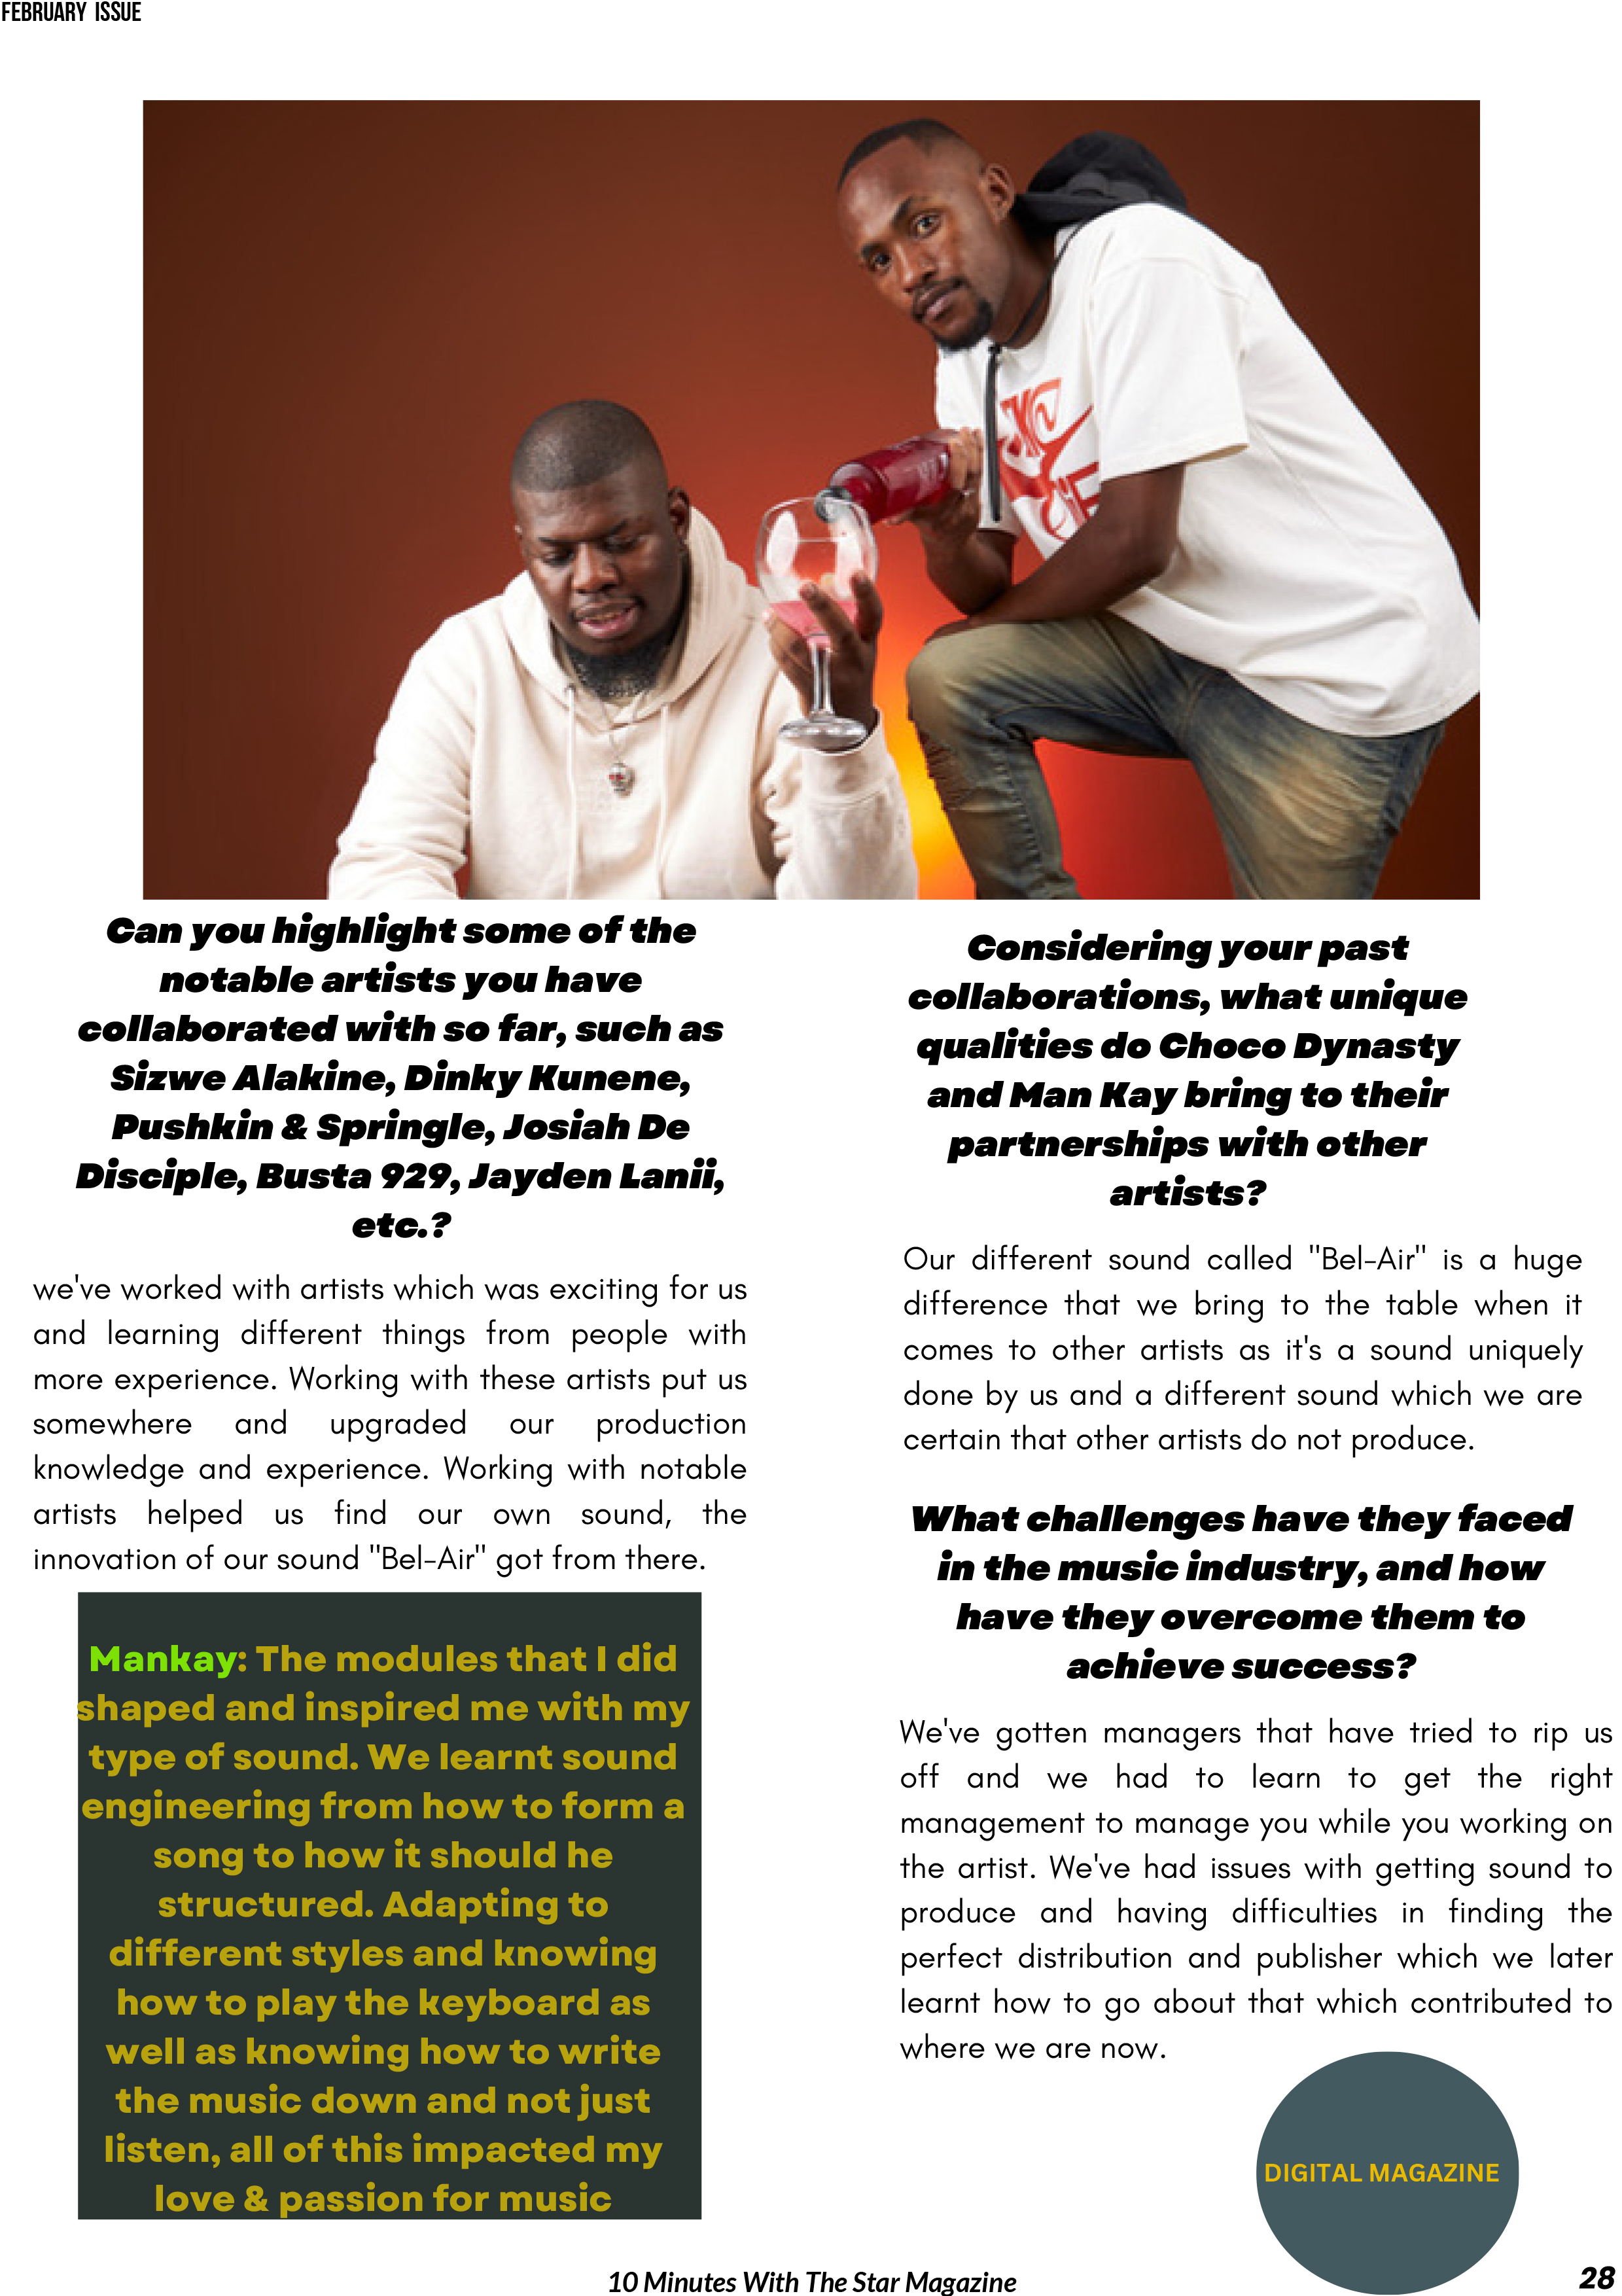 FEBRUARY ISSUE
Can you highlight some of the
notable artists you have
collaborated with so far, such as
Sizwe Alakine, Dinky Kunene,
Pushkin & Springle, Josiah De
Disciple, Busta 929, Jayden Lanii,
etc.?
we've worked with artists which was exciting for us
and learning different things from people with
more experience. Working with these artists put us
somewhere and upgraded our production
knowledge and experience. Working with notable
artists helped us find our own sound, the
innovation of our sound "Bel-Air" got from there.
Mankay: The modules that I did
shaped and inspired me with my
type of sound. We learnt sound
engineering from how to form a
song to how it should he
structured. Adapting to
different styles and knowing
how to play the keyboard as
well as knowing how to write
the music down and not just
listen, all of this impacted my
love & passion for music
Considering your past
collaborations, what unique
qualities do Choco Dynasty
and Man Kay bring to their
partnerships with other
artists?
Our different sound called "Bel-Air" is a huge
difference that we bring to the table when it
comes to other artists as it's a sound uniquely
done by us and a different sound which we are
certain that other artists do not produce.
What challenges have they faced
in the music industry, and how
have they overcome them to
achieve success?
We've gotten managers that have tried to rip us
off and we had to learn to get the right
management to manage you while you working on
the artist. We've had issues with getting sound to
produce and having difficulties in finding the
perfect distribution and publisher which we later
learnt how to go about that which contributed to
where we are now.
DIGITAL MAGAZINE
10 Minutes With The Star Magazine
28